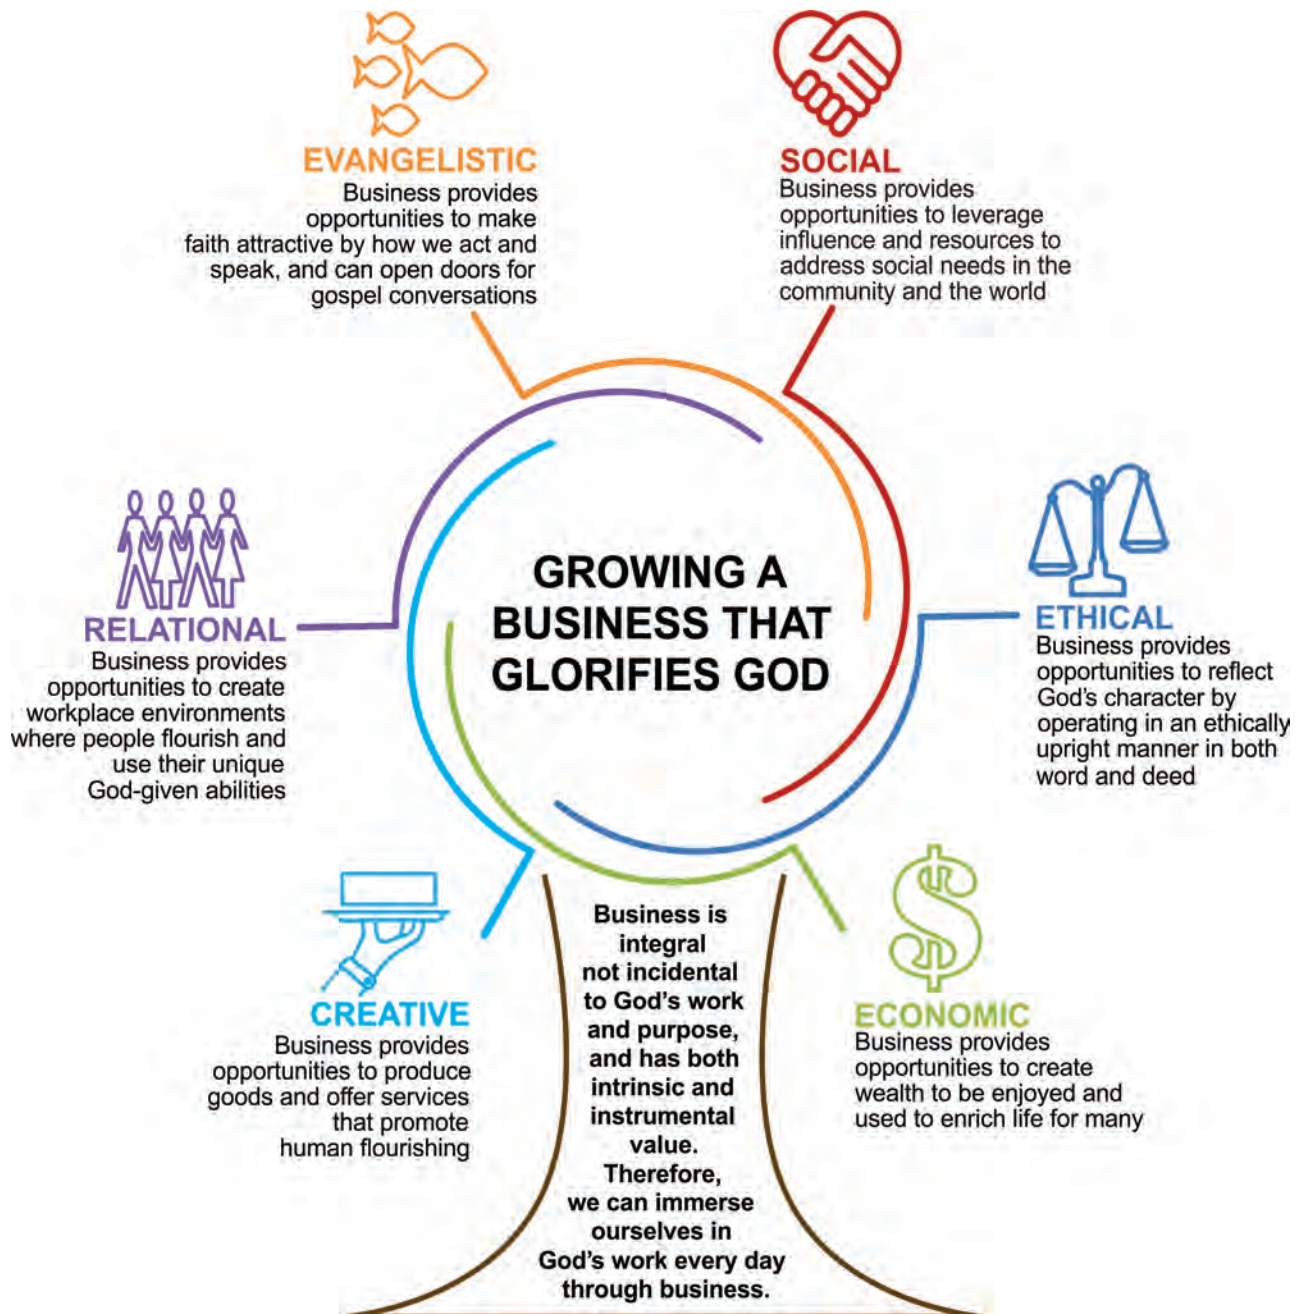 EVANGELISTIC
Business provides
opportunities to make
faith attractive by how we act and
speak, and can open doors for
gospel conversations
SOCIAL
Business provides
opportunities to leverage
influence and resources to
address social needs in the
community and the world
GROWING A
BUSINESS THAT
GLORIFIES GOD
RELATIONAL
Business provides
opportunities to create
workplace environments
where people flourish and
use their unique
God-given abilities
ETHICAL
Business provides
opportunities to reflect
God's character by
operating in an ethically
upright manner in both
word and deed
CREATIVE
Business provides
opportunities to produce
goods and offer services
that promote
human flourishing
Business is
integral
not incidental
to God's work
and purpose,
and has both
intrinsic and
instrumental
value.
Therefore,
we can immerse
ourselves in
God's work every day
through business.
ECONOMIC
Business provides
opportunities to create
wealth to be enjoyed and
used to enrich life for many